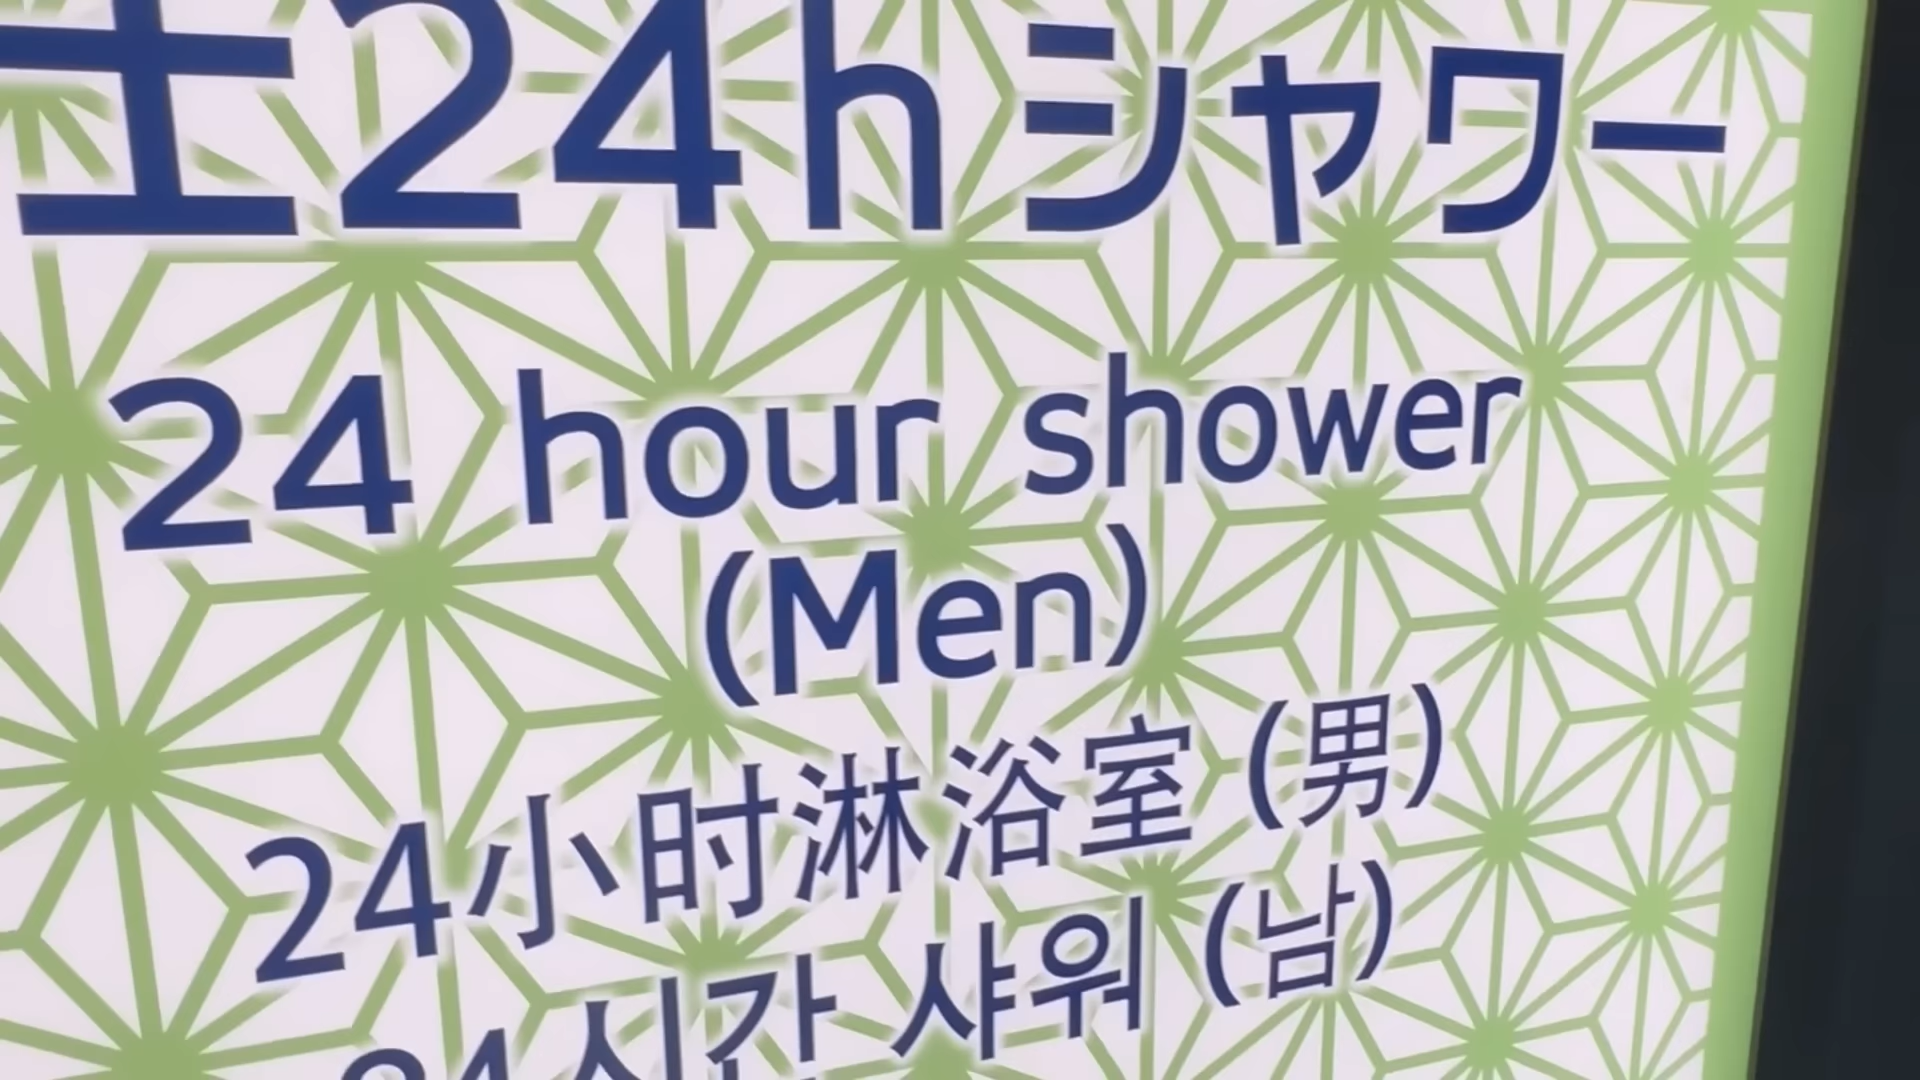 24hシャワー
24 hour shower
(Men)
24小时淋浴室 (男)
24시간 샤워 (남)